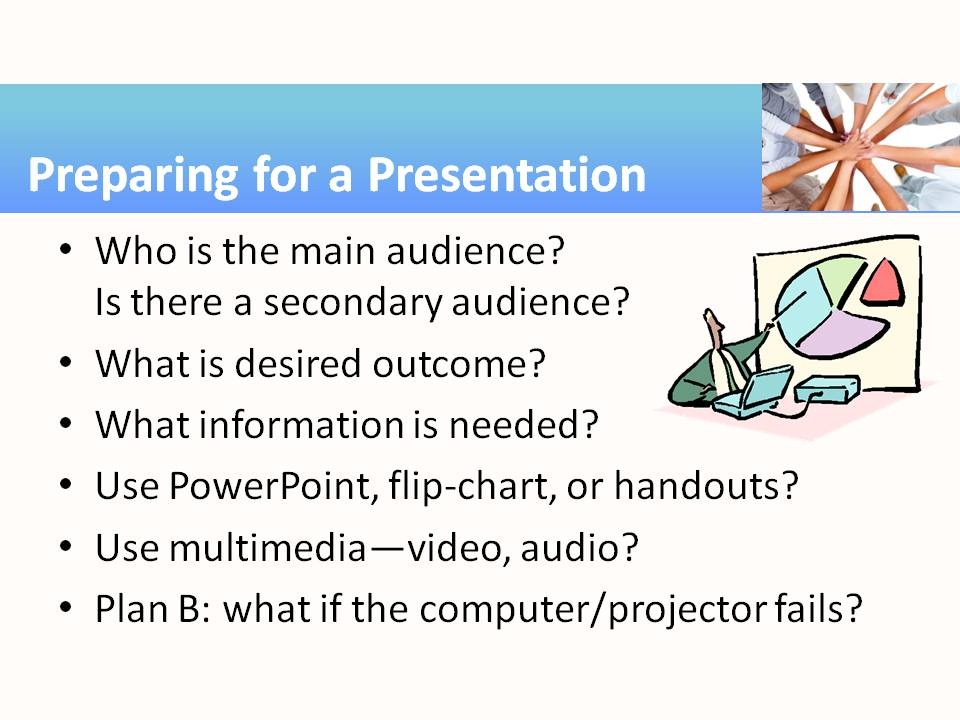 Preparing for a Presentation
• Who is the main audience?
Is there a secondary audience?
• What is desired outcome?
• What information is needed?
• Use PowerPoint, flip-chart, or handouts?
• Use multimedia—video, audio?
• Plan B: what if the computer/projector fails?